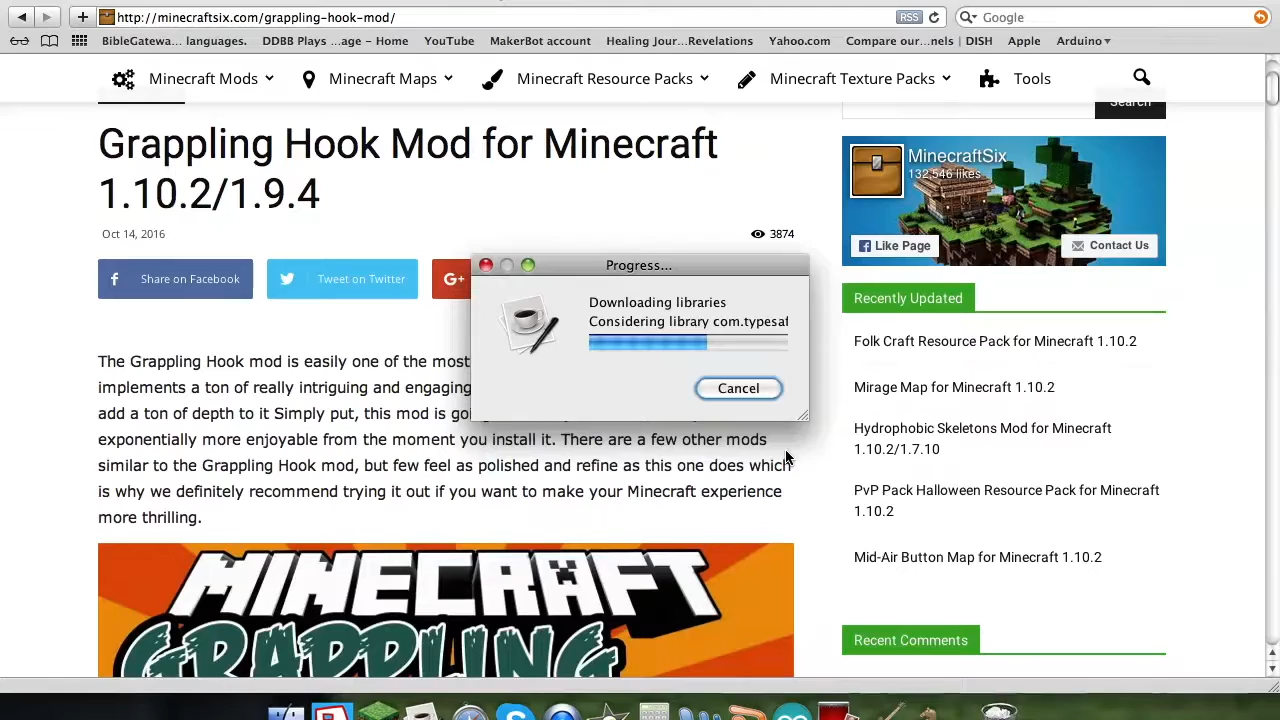 http://minecraftsix.com/grappling-hook-mod/
RSS
Google
BibleGatewa... languages.
DDBB Plays ...age - Home
YouTube
MakerBot account
Healing Jour...Revelations
Yahoo.com
Compare our...nels | DISH
Apple
Arduino
Minecraft Mods
Minecraft Maps
Minecraft Resource Packs
Minecraft Texture Packs
Tools
Search
Grappling Hook Mod for Minecraft
1.10.2/1.9.4
Oct 14, 2016
3874
Share on Facebook
Tweet on Twitter
G+
The Grappling Hook mod is easily one of the most
implements a ton of really intriguing and engaging
add a ton of depth to it Simply put, this mod is
exponentially more enjoyable from the moment you install it. There are a few other mods
similar to the Grappling Hook mod, but few feel as polished and refine as this one does which
is why we definitely recommend trying it out if you want to make your Minecraft experience
more thrilling.
MINECRAFT
GRAPPLING
Progress...
Downloading libraries
Considering library com.typesaf
Cancel
MinecraftSix
132,546 likes
Like Page
Contact Us
Recently Updated
Folk Craft Resource Pack for Minecraft 1.10.2
Mirage Map for Minecraft 1.10.2
Hydrophobic Skeletons Mod for Minecraft
1.10.2/1.7.10
PvP Pack Halloween Resource Pack for Minecraft
1.10.2
Mid-Air Button Map for Minecraft 1.10.2
Recent Comments